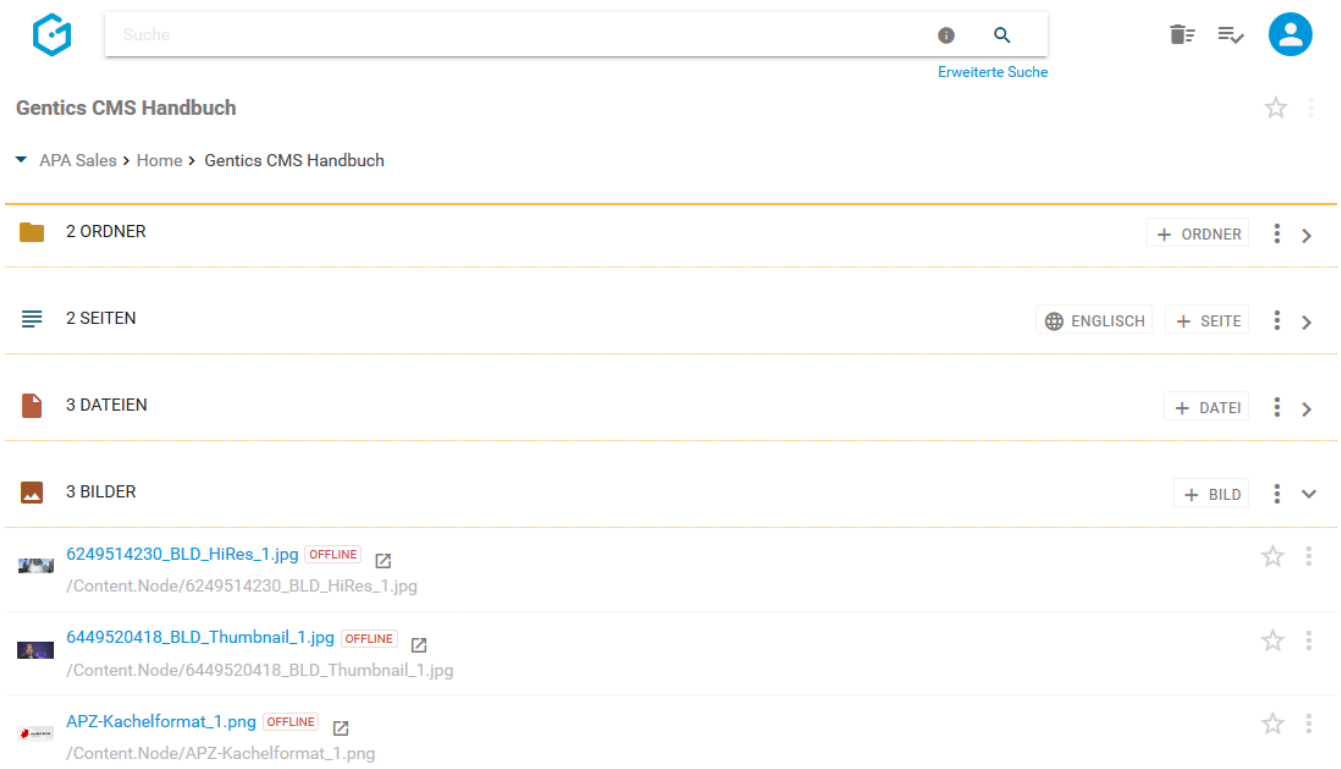 Suche
Erweiterte Suche
Gentics CMS Handbuch
APA Sales > Home > Gentics CMS Handbuch
2 ORDNER + ORDNER
2 SEITEN ENGLISCH + SEITE
3 DATEIEN + DATEI
3 BILDER + BILD
6249514230_BLD_HiRes_1.jpg OFFLINE
/Content.Node/6249514230_BLD_HiRes_1.jpg
6449520418_BLD_Thumbnail_1.jpg OFFLINE
/Content.Node/6449520418_BLD_Thumbnail_1.jpg
APZ-Kachelformat_1.png OFFLINE
/Content.Node/APZ-Kachelformat_1.png